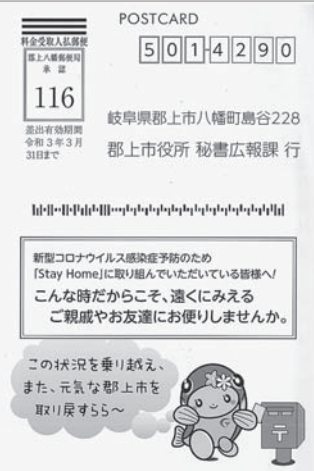 POSTCARD
料金受取人払郵便
郡上八幡郵便局
承認
116
差出有効期間
令和3年3月
31日まで
501-4290
岐阜県郡上市八幡町島谷228
郡上市役所 秘書広報課 行
新型コロナウイルス感染症予防のため
「Stay Home」に取り組んでいただいている皆様へ!
こんな時だからこそ、遠くにみえる
ご親戚やお友達にお便りしませんか。
この状況を乗り越え、
また、元気な郡上市を
取り戻すらら〜
〒